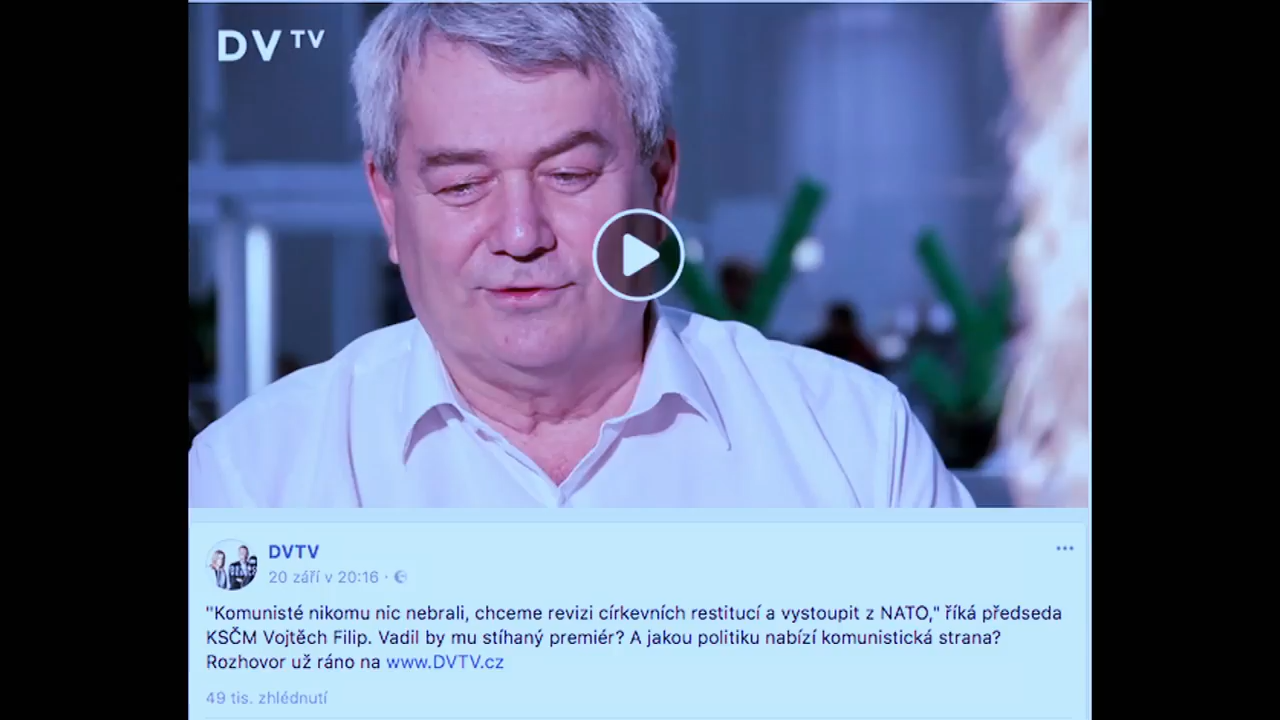 DV TV
DVTV
20 září v 20:16 ·
"Komunisté nikomu nic nebrali, chceme revizi církevních restitucí a vystoupit z NATO," říká předseda
KSČM Vojtěch Filip. Vadil by mu stíhaný premiér? A jakou politiku nabízí komunistická strana?
Rozhovor už ráno na www.DVTV.cz
49 tis. zhlédnutí